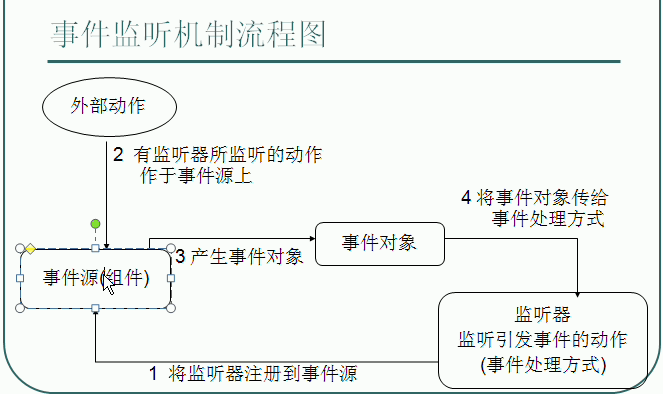 事件监听机制流程图
外部动作
2 有监听器所监听的动作
作于事件源上
4 将事件对象传给
事件处理方式
事件对象
3 产生事件对象
事件源(组件)
监听器
监听引发事件的动作
(事件处理方式)
1 将监听器注册到事件源